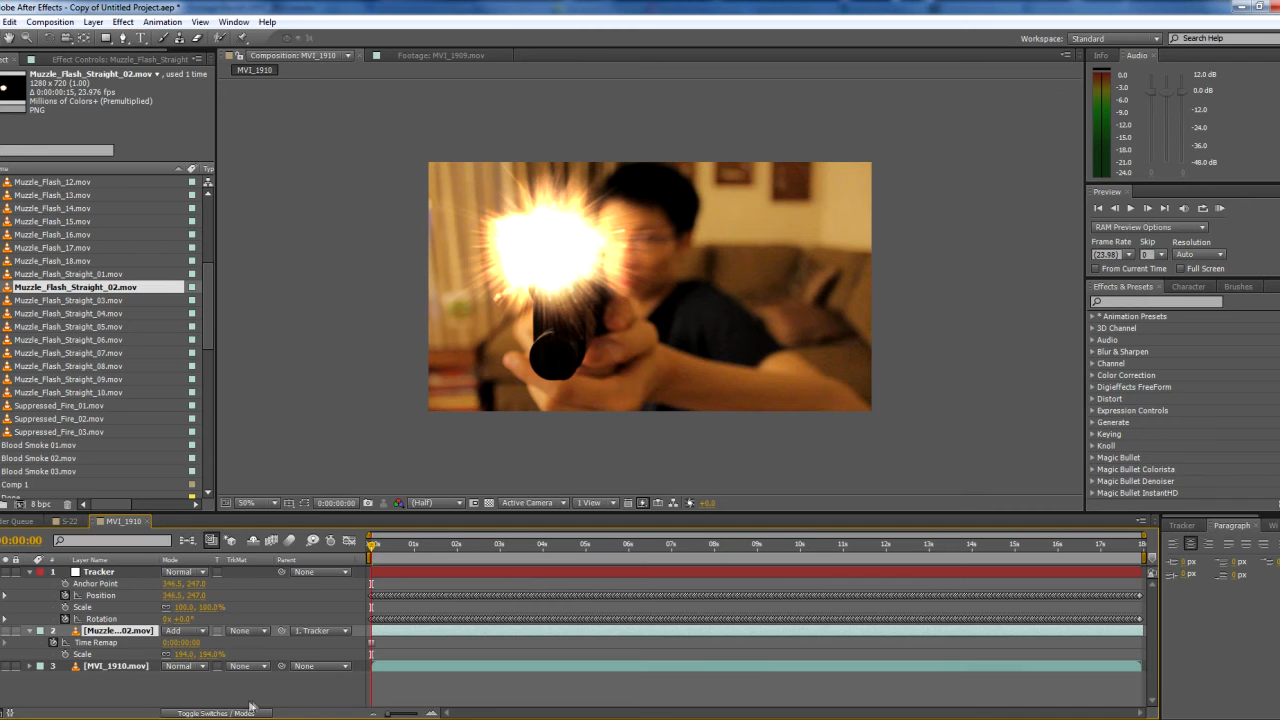 Adobe After Effects - Copy of Untitled Project.aep *
Edit Composition Layer Effect Animation View Window Help
Workspace: Standard Search Help
Effect Controls: Muzzle_Flash_Straight
Composition: MVI_1910 Footage: MVI_1909.mov
Info Audio
MVI_1910
Muzzle_Flash_Straight_02.mov , used 1 time
1280 x 720 (1.00)
Δ 0:00:00:15, 23.976 fps
Millions of Colors+ (Premultiplied)
PNG
0.0 12.0 dB
-3.0 0.0 dB
-6.0
-9.0 -12.0
-12.0
-15.0 -24.0
-18.0 -36.0
-21.0 -48.0 dB
-24.0
Typ
Muzzle_Flash_12.mov
Muzzle_Flash_13.mov
Muzzle_Flash_14.mov
Muzzle_Flash_15.mov
Muzzle_Flash_16.mov
Muzzle_Flash_17.mov
Muzzle_Flash_18.mov
Muzzle_Flash_Straight_01.mov
Muzzle_Flash_Straight_02.mov
Muzzle_Flash_Straight_03.mov
Muzzle_Flash_Straight_04.mov
Muzzle_Flash_Straight_05.mov
Muzzle_Flash_Straight_06.mov
Muzzle_Flash_Straight_07.mov
Muzzle_Flash_Straight_08.mov
Muzzle_Flash_Straight_09.mov
Muzzle_Flash_Straight_10.mov
Suppressed_Fire_01.mov
Suppressed_Fire_02.mov
Suppressed_Fire_03.mov
Blood Smoke 01.mov
Blood Smoke 02.mov
Blood Smoke 03.mov
Comp 1
8 bpc
Preview
RAM Preview Options
Frame Rate Skip Resolution
(23.98) 0 Auto
From Current Time Full Screen
Effects & Presets Character Brushes
* Animation Presets
3D Channel
Audio
Blur & Sharpen
Channel
Color Correction
Digieffects FreeForm
Distort
Expression Controls
Generate
Keying
Knoll
Magic Bullet
Magic Bullet Colorista
Magic Bullet Denoiser
Magic Bullet InstantHD
50% 0:00:00:00 (Half) Active Camera 1 View +0.0
der Queue S-22 MVI_1910
Tracker Paragraph
00:00:00
# Layer Name Mode T TrkMat Parent
0s 01s 02s 03s 04s 05s 06s 07s 08s 09s 10s 11s 12s 13s 14s 15s 16s 17s 18s
1 Tracker Normal None
Anchor Point 346.5, 247.0
Position 346.5, 247.0
Scale 100.0, 100.0%
Rotation 0x +0.0°
2 [Muzzle...02.mov] Add None 1. Tracker
Time Remap 0:00:00:00
Scale 194.0, 194.0%
3 [MVI_1910.mov] Normal None None
Toggle Switches / Modes
0 px 0 px
0 px 0 px